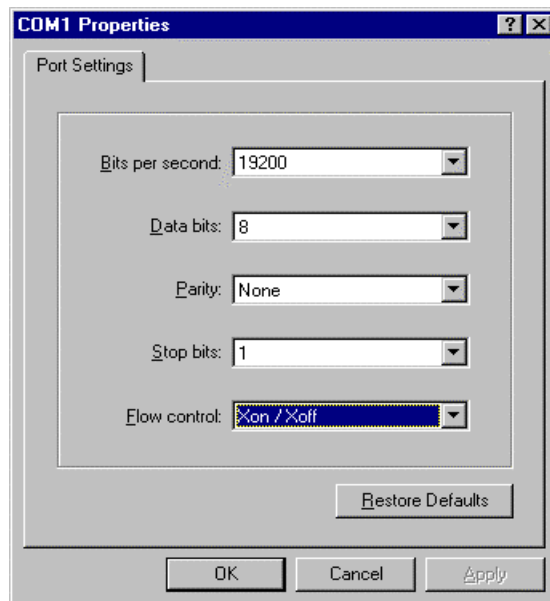 COM1 Properties
Port Settings
Bits per second: 19200
Data bits: 8
Parity: None
Stop bits: 1
Flow control: Xon / Xoff
Restore Defaults
OK Cancel Apply